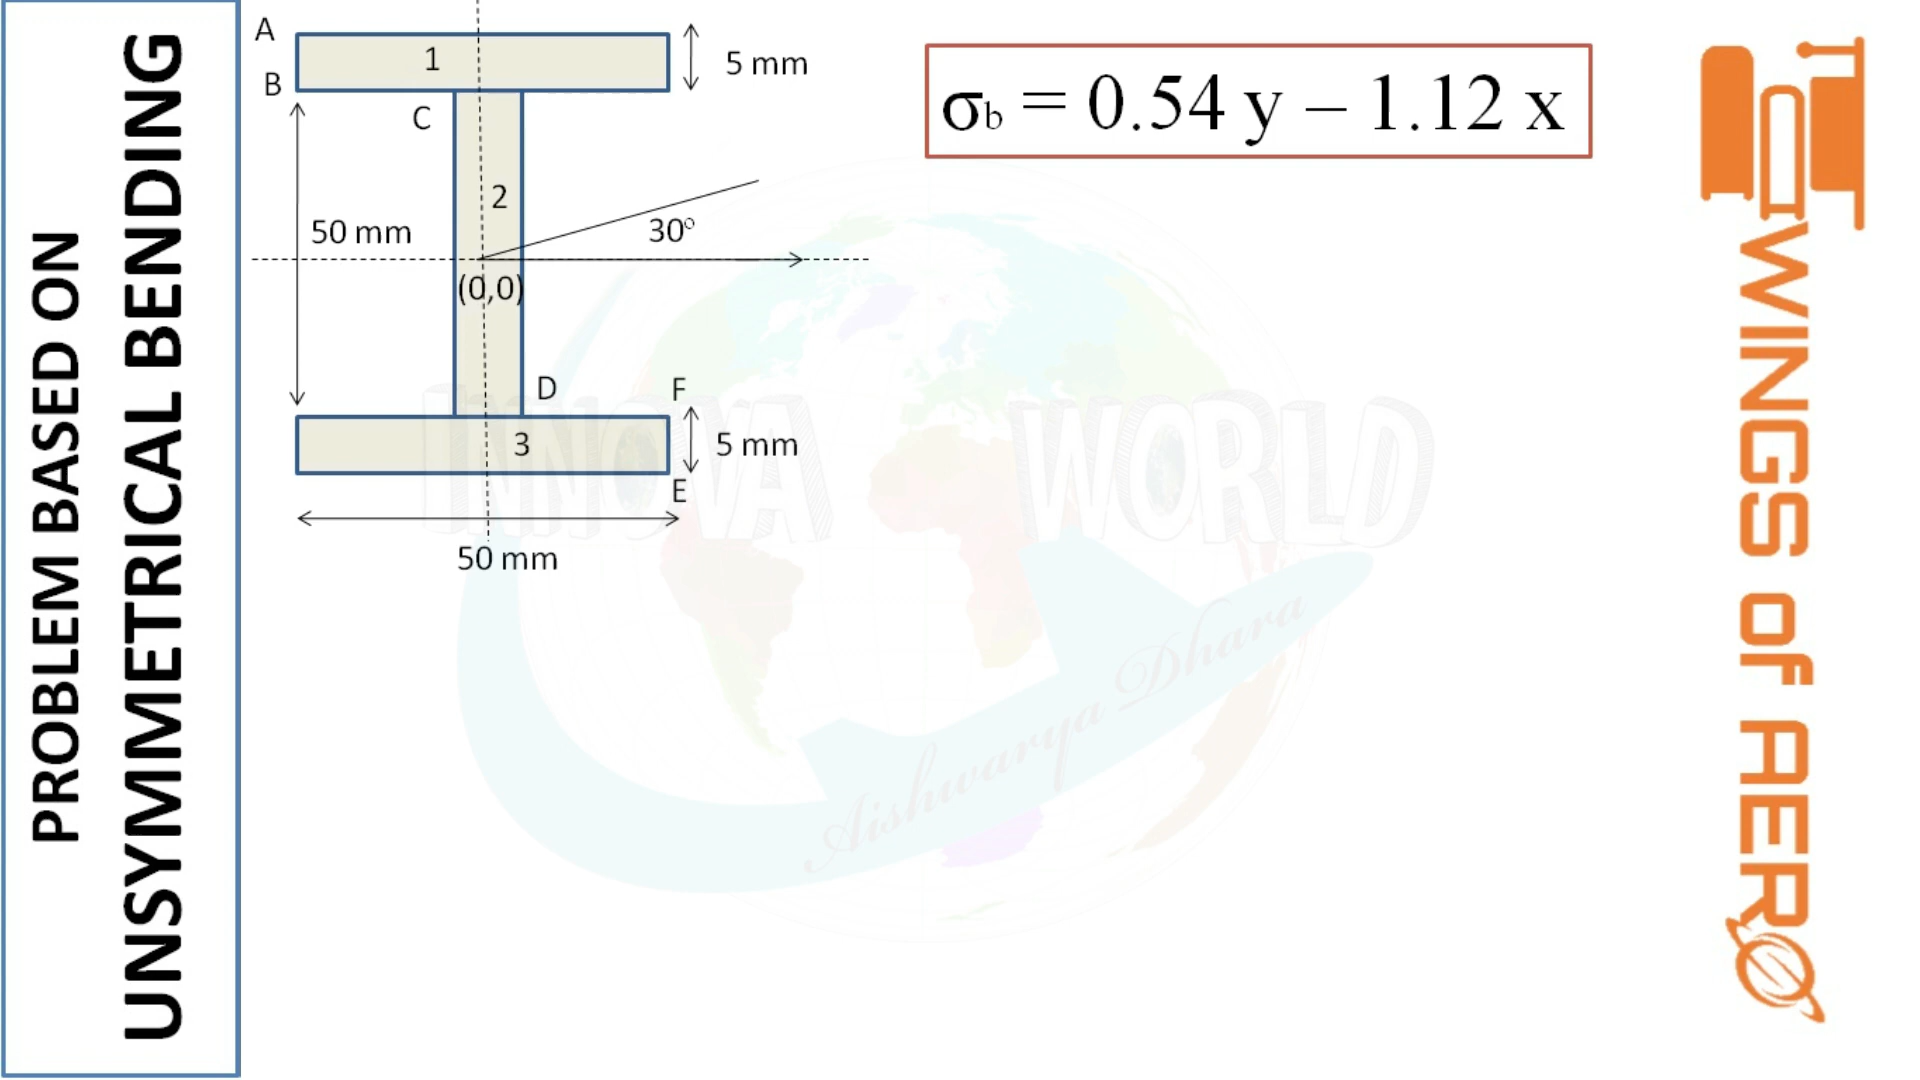 PROBLEM BASED ON
UNSYMMETRICAL BENDING
A
1
5 mm
B
C
σb = 0.54 y – 1.12 x
2
50 mm
30°
(0,0)
D
F
3
5 mm
E
50 mm
INNOVA WORLD
Aishwarya Dhara
WINGS of AERO